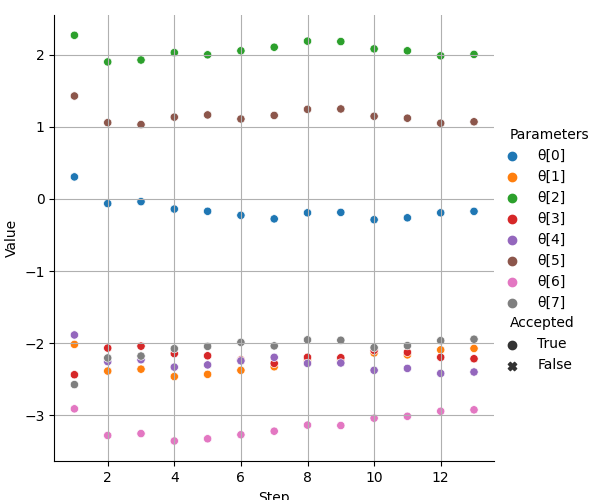 2
1
0
−1
−2
−3
Value
2
4
6
8
10
12
Step
Parameters
θ[0]
θ[1]
θ[2]
θ[3]
θ[4]
θ[5]
θ[6]
θ[7]
Accepted
True
False